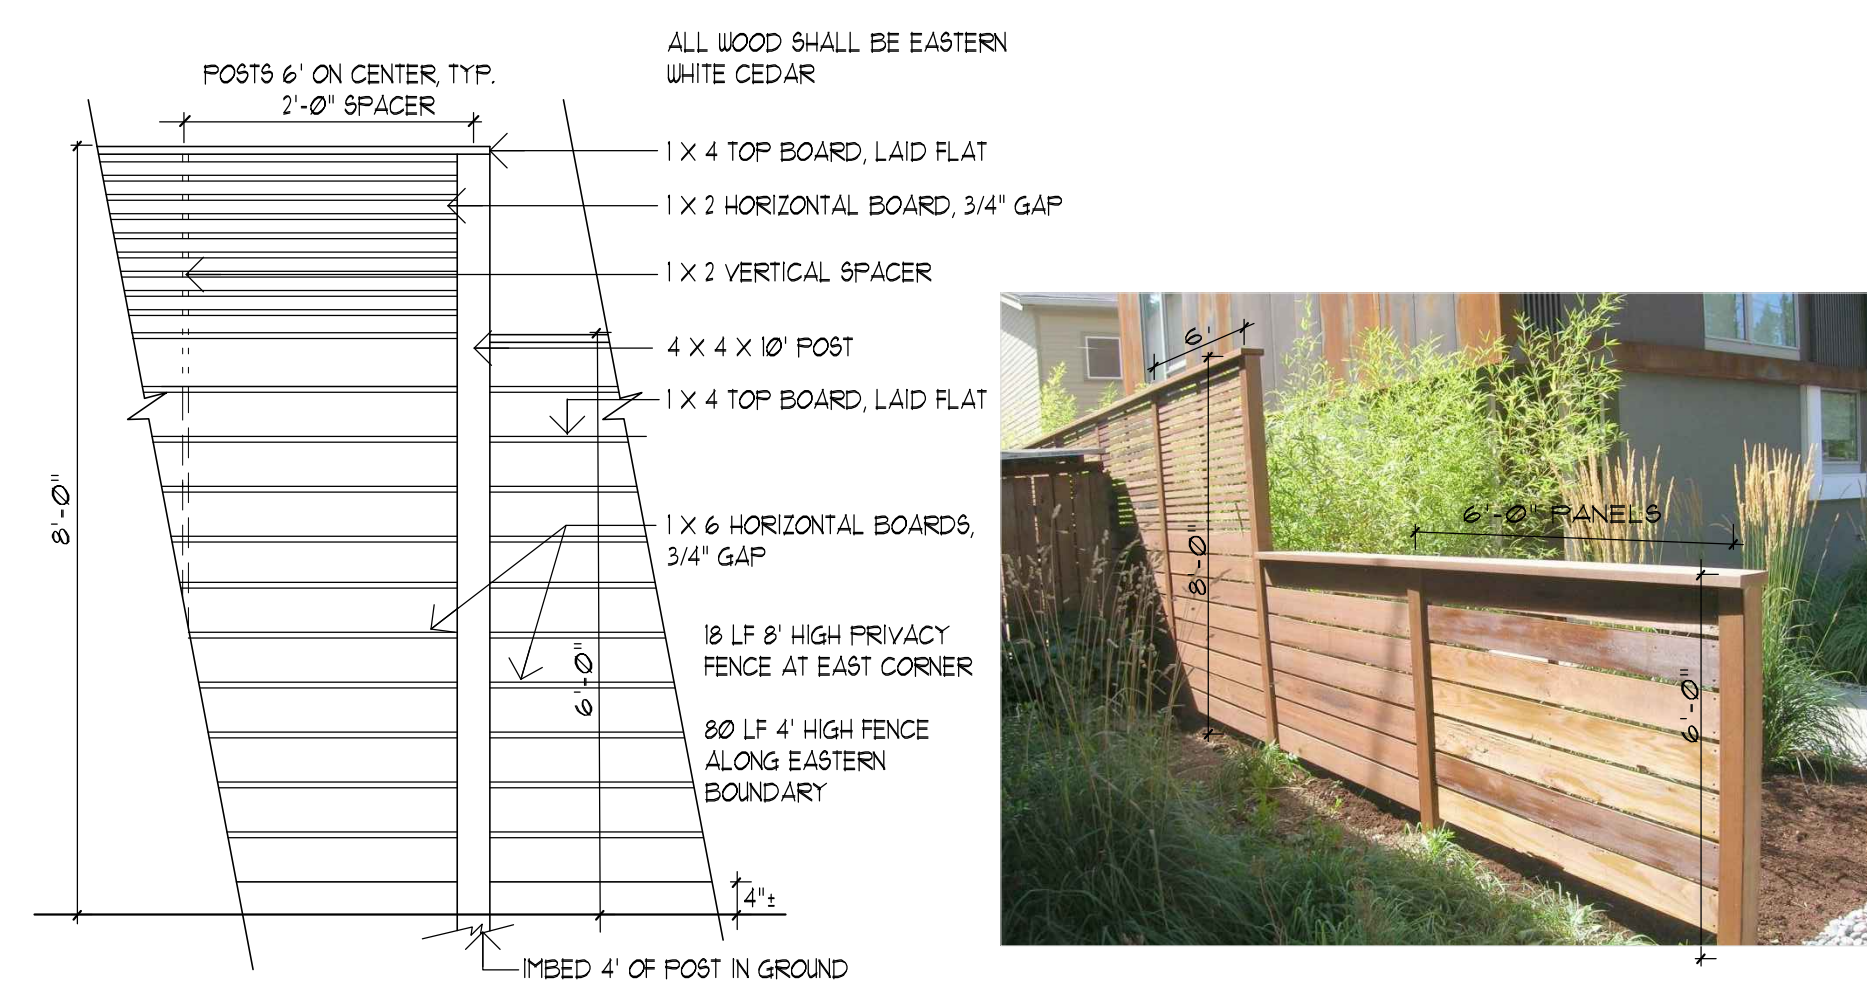 ALL WOOD SHALL BE EASTERN
WHITE CEDAR
POSTS 6' ON CENTER, TYP.
2'-0" SPACER
1 X 4 TOP BOARD, LAID FLAT
1 X 2 HORIZONTAL BOARD, 3/4" GAP
1 X 2 VERTICAL SPACER
4 X 4 X 10' POST
1 X 4 TOP BOARD, LAID FLAT
8'-0"
1 X 6 HORIZONTAL BOARDS,
3/4" GAP
18 LF 8' HIGH PRIVACY
FENCE AT EAST CORNER
6'-0"
80 LF 4' HIGH FENCE
ALONG EASTERN
BOUNDARY
4"±
IMBED 4' OF POST IN GROUND
6'
8'-0"
6'-0" PANELS
6'-0"